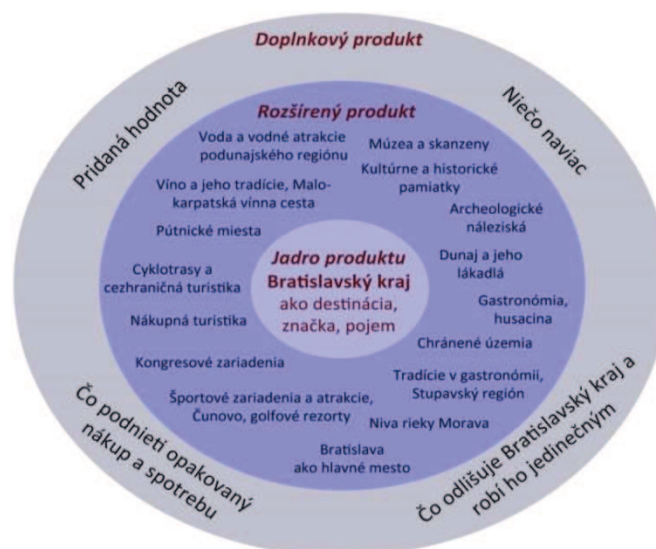 Doplnkový produkt
Pridaná hodnota
Niečo naviac
Rozšírený produkt
Voda a vodné atrakcie
podunajského regiónu
Múzea a skanzeny
Kultúrne a historické
pamiatky
Víno a jeho tradície, Malo-
karpatská vínna cesta
Archeologické
náleziská
Pútnické miesta
Jadro produktu
Bratislavský kraj
ako destinácia,
značka, pojem
Dunaj a jeho
lákadlá
Cyklotrasy a
cezhraničná turistika
Gastronómia,
husacina
Nákupná turistika
Chránené územia
Kongresové zariadenia
Tradície v gastronómii,
Stupavský región
Športové zariadenia a atrakcie,
Čunovo, golfové rezorty
Niva rieky Morava
Bratislava
ako hlavné mesto
Čo podnieti opakovaný
nákup a spotrebu
Čo odlišuje Bratislavský kraj a
robí ho jedinečným